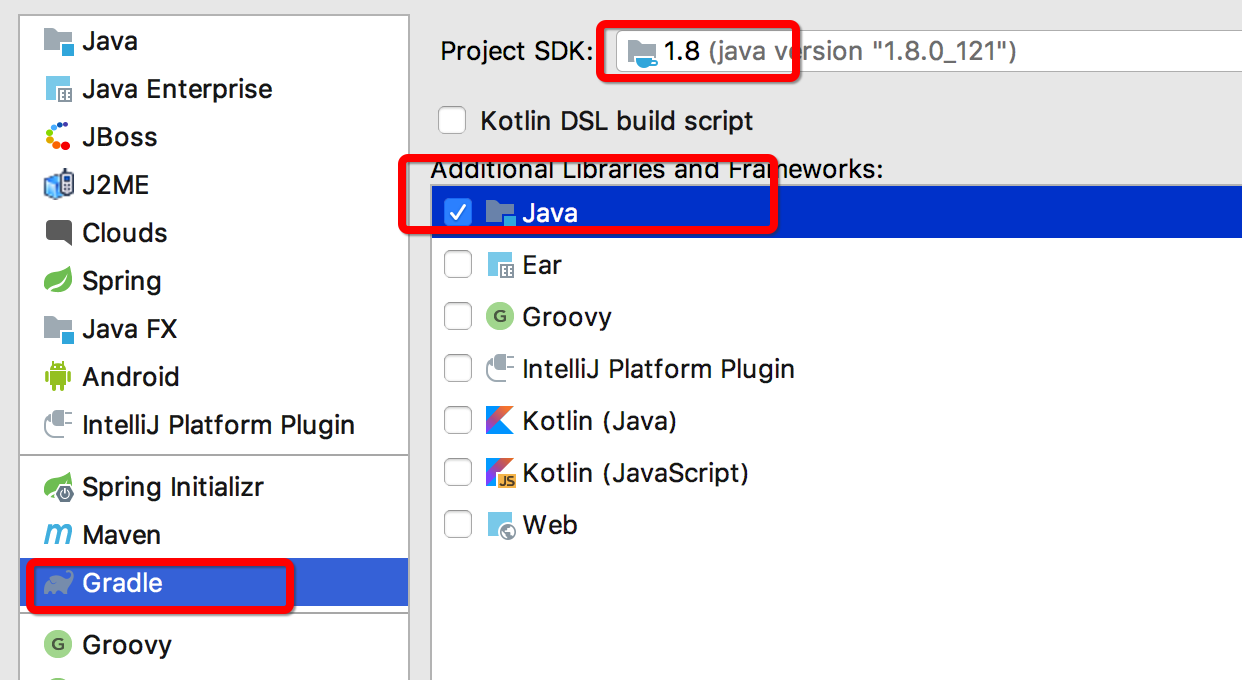 Java
Java Enterprise
JBoss
J2ME
Clouds
Spring
Java FX
Android
IntelliJ Platform Plugin
Spring Initializr
Maven
Gradle
G Groovy
Project SDK: 1.8 (java version "1.8.0_121")
Kotlin DSL build script
Additional Libraries and Frameworks:
Java
Ear
G Groovy
IntelliJ Platform Plugin
Kotlin (Java)
JS Kotlin (JavaScript)
Web